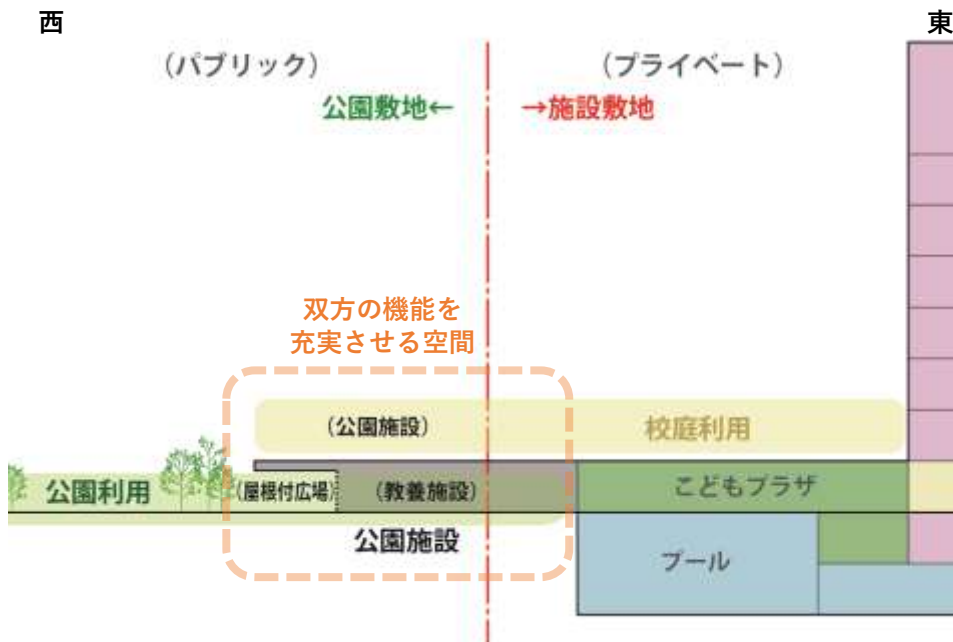 西
東
（パブリック）
（プライベート）
公園敷地←
→施設敷地
双方の機能を
充実させる空間
（公園施設）
校庭利用
公園利用
（屋根付広場）
（教養施設）
こどもプラザ
公園施設
プール